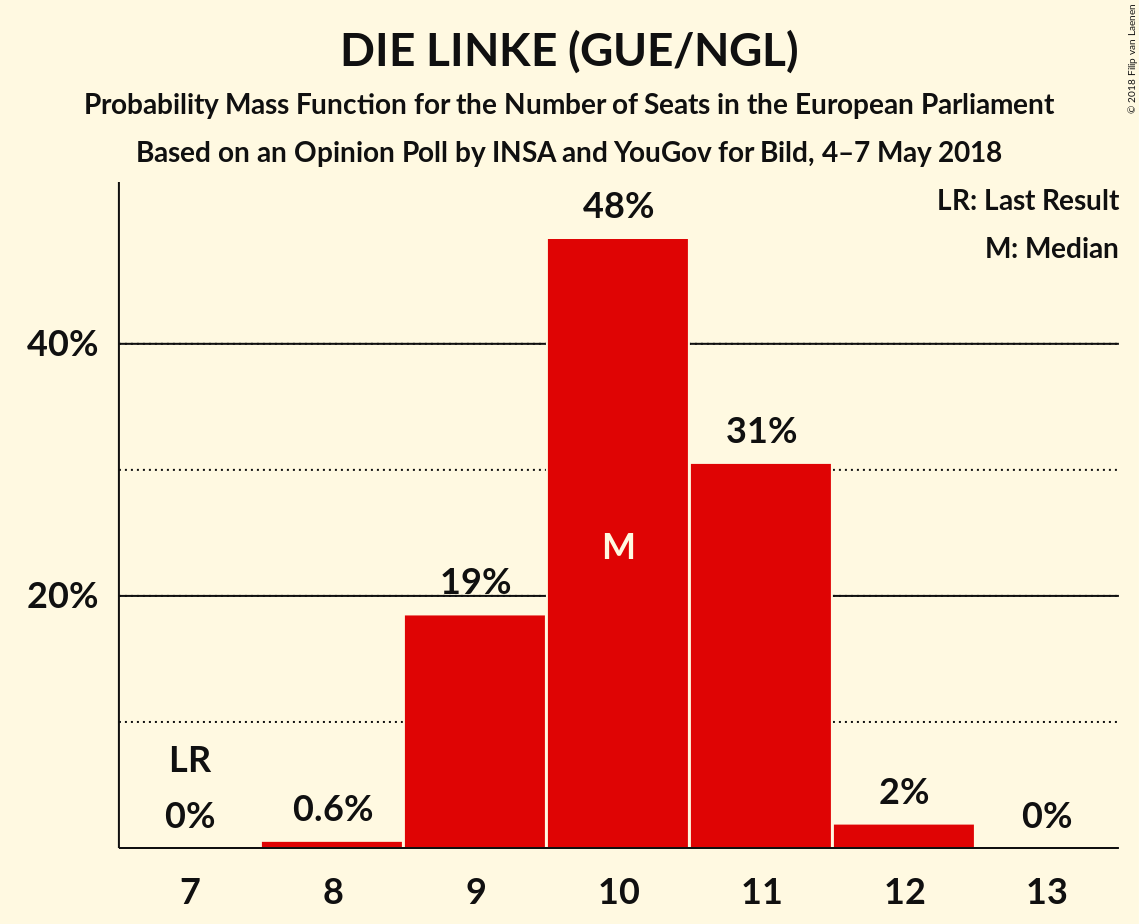 DIE LINKE (GUE/NGL)
Probability Mass Function for the Number of Seats in the European Parliament
Based on an Opinion Poll by INSA and YouGov for Bild, 4–7 May 2018
© 2018 Filip van Laenen
LR: Last Result
M: Median
48%
40%
31%
M
19%
20%
LR
0%
0.6%
2%
0%
7 8 9 10 11 12 13